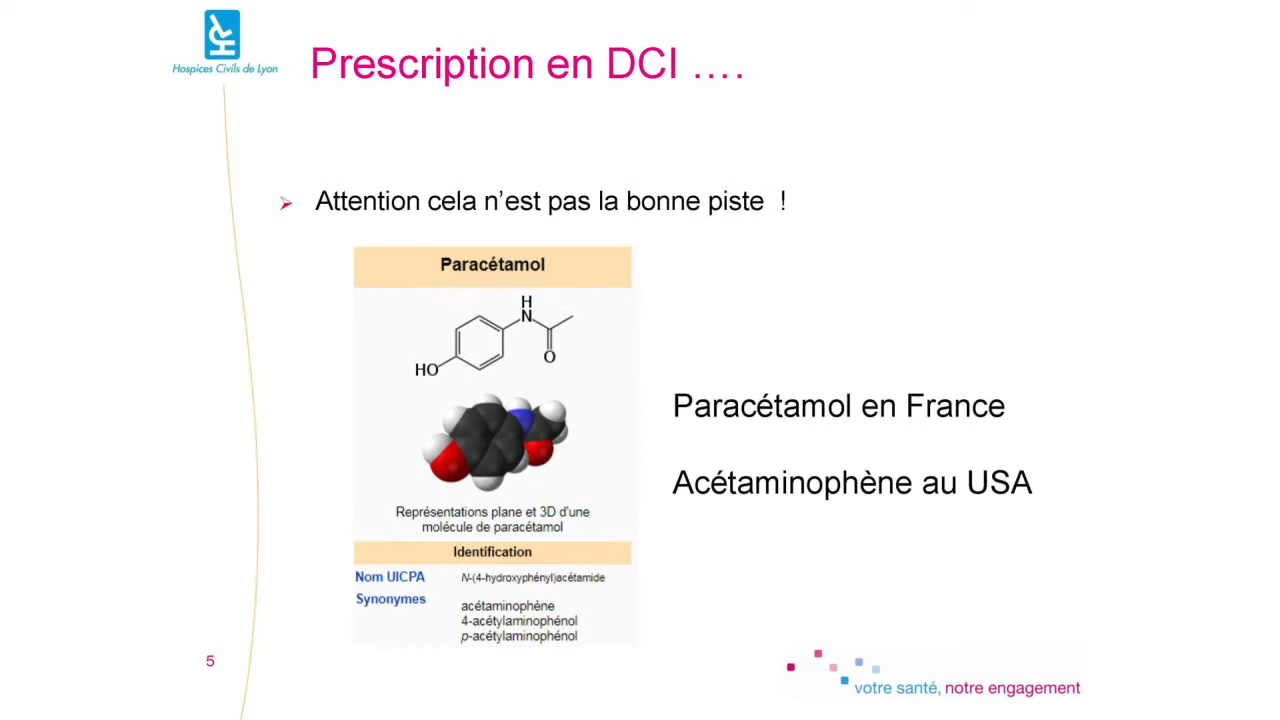 Hospices Civils de Lyon
Prescription en DCI ….
Attention cela n’est pas la bonne piste !
Paracétamol
H
N
O
HO
Représentations plane et 3D d'une
molécule de paracétamol
Identification
Nom UICPA N-(4-hydroxyphényl)acétamide
Synonymes
acétaminophène
4-acétylaminophénol
p-acétylaminophénol
Paracétamol en France
Acétaminophène au USA
5
votre santé, notre engagement